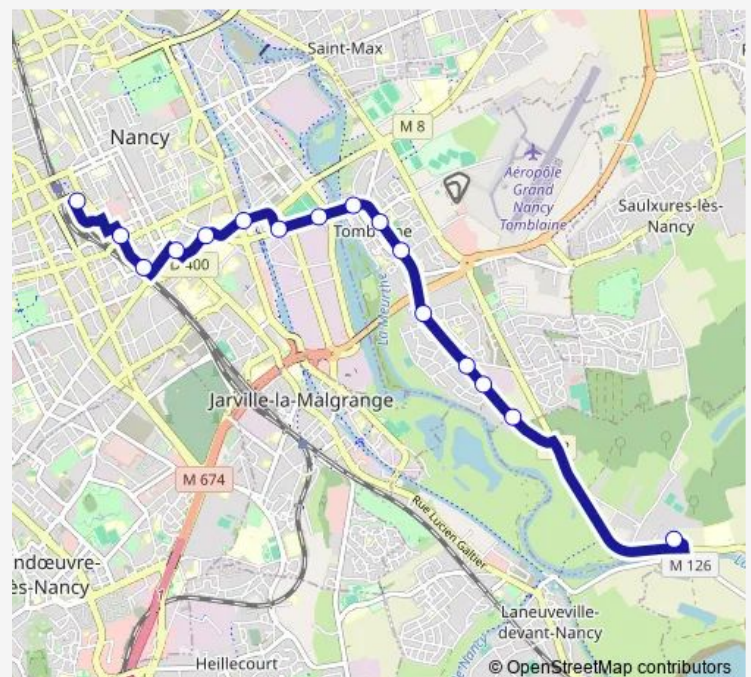 Saint-Max
Nancy
M 8
Aéropôle
Grand
Nancy
Tomblaine
Saulxures-lès-
Nancy
400
La Meurthe
Jarville-la-Malgrange
M 674
Rue Lucien Galtier
ndœuvre-
ès-Nancy
M 126
Laneuveville-
devant-Nancy
Heillecourt
© OpenStreetMap contributors